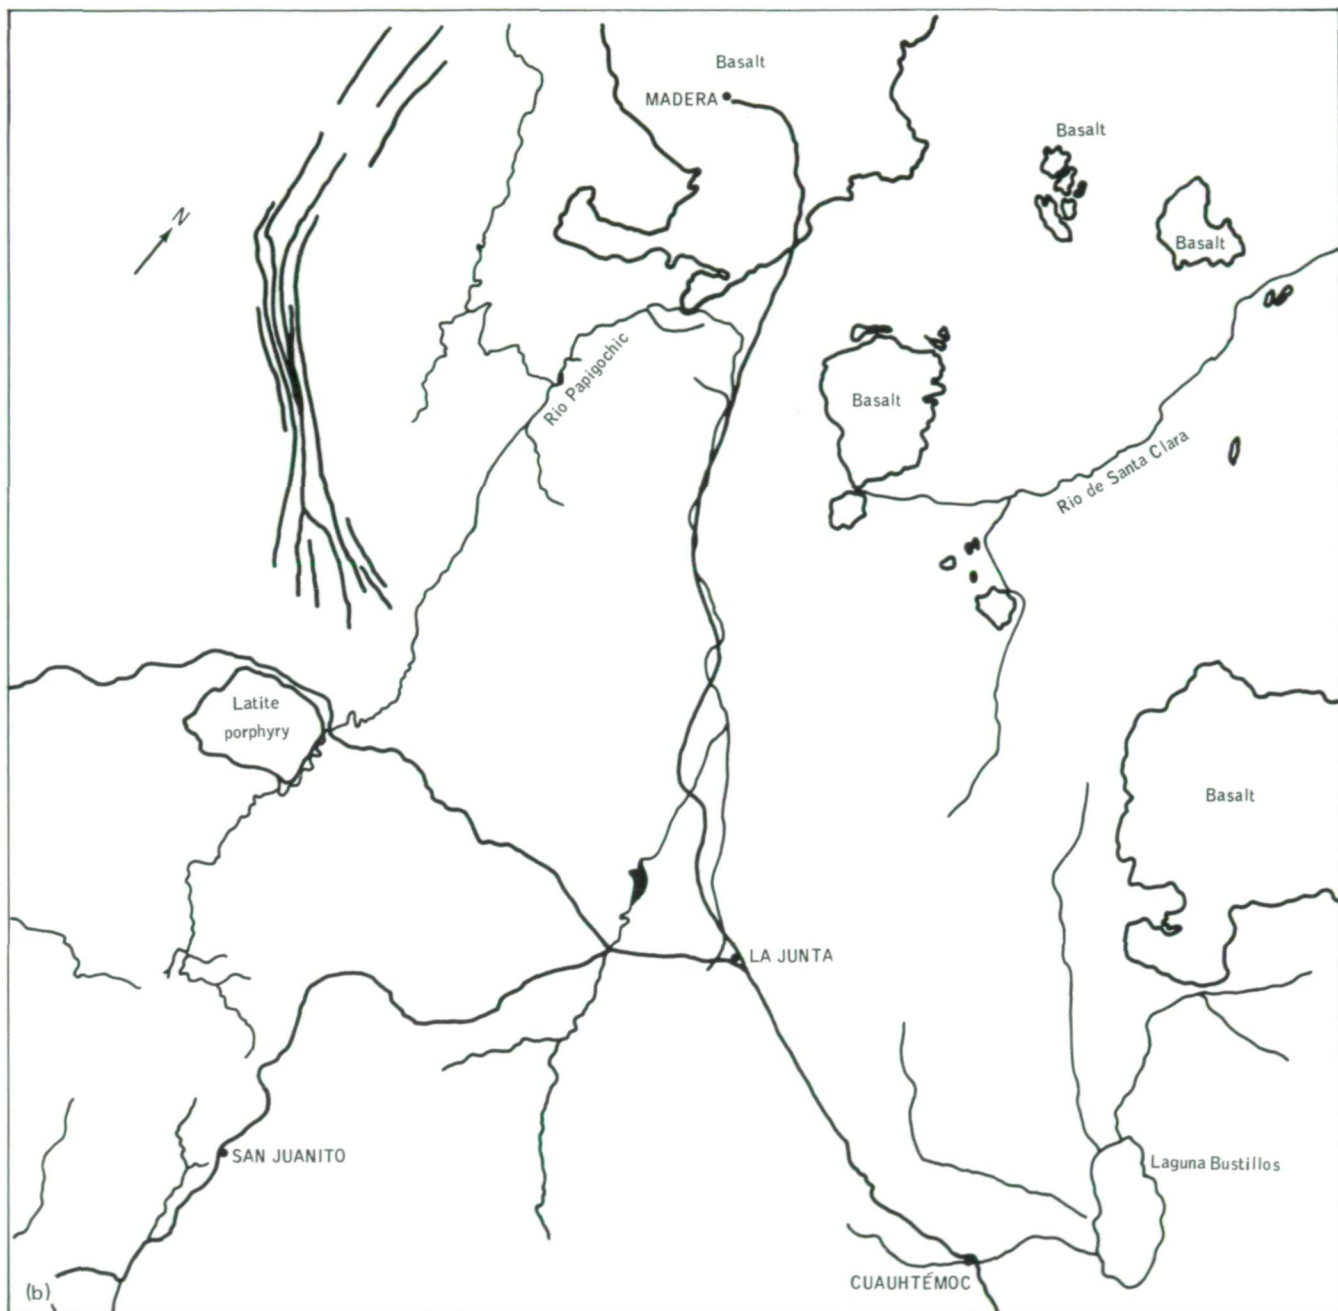 Basalt
MADERA
Basalt
N
Basalt
Rio Papigochic
Basalt
Rio de Santa Clara
Latite
porphyry
Basalt
LA JUNTA
SAN JUANITO
Laguna Bustillos
CUAUHTÉMOC
(b)